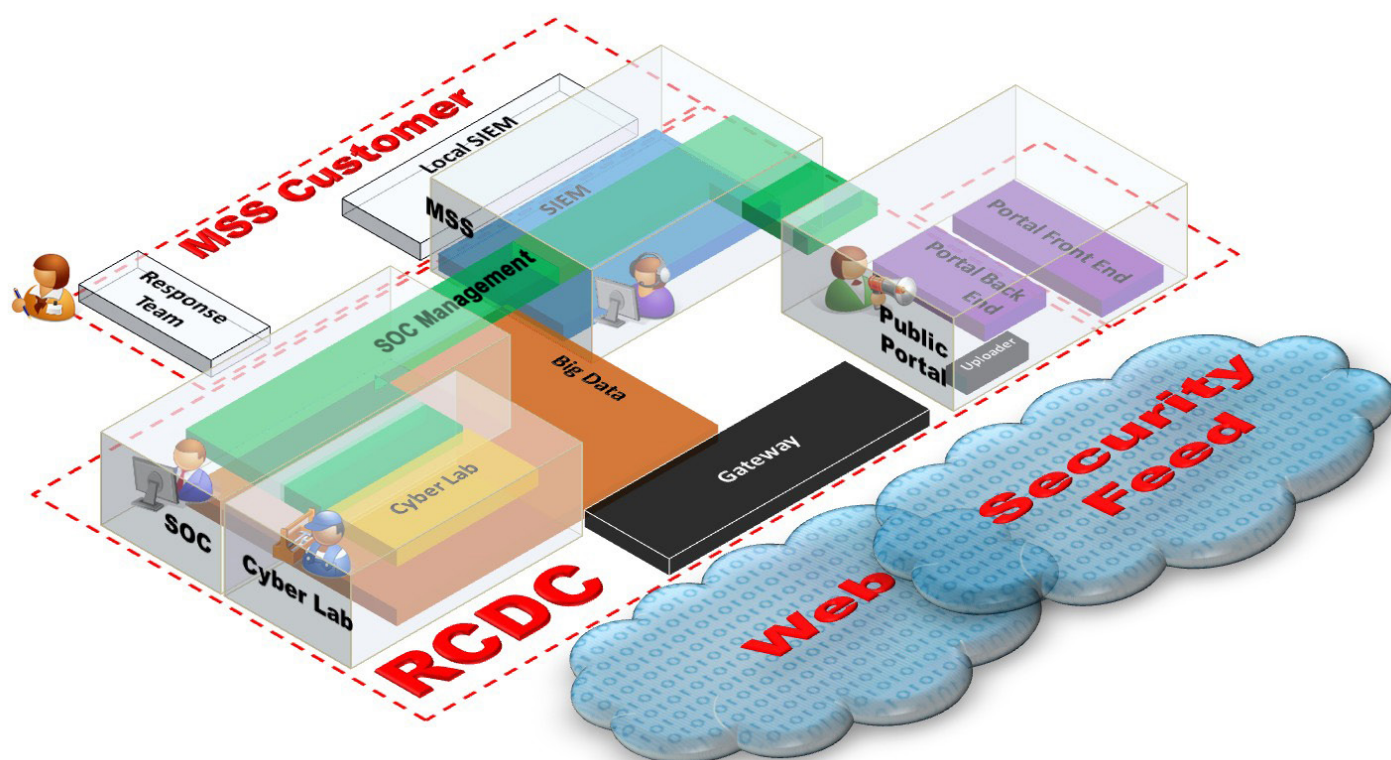 MSS Customer
Local SIEM
MSS
SIEM
Response
Team
SOC Management
Big Data
Portal Front End
Portal Back
End
Public
Portal
Uploader
Gateway
SOC
Cyber Lab
Cyber Lab
RCDC
Web
Security
Feed